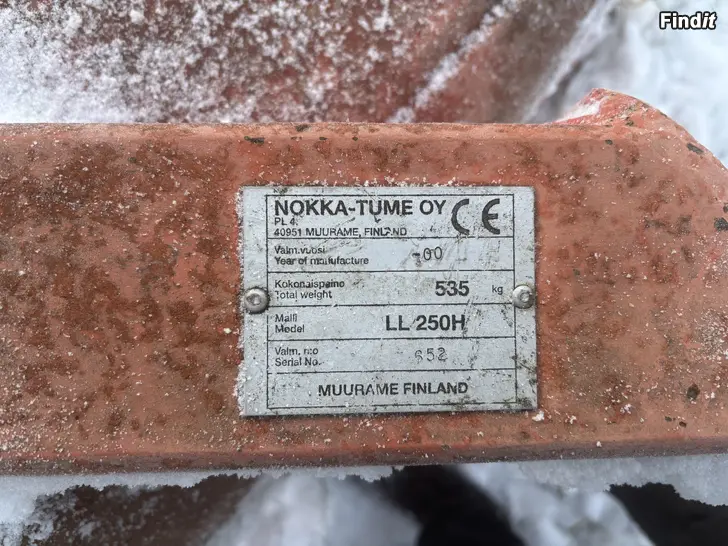 Findit
NOKKA-TUME OY CE
PL 4,
40951 MUURAME, FINLAND
Valm.vuosi
Year of manufacture -00
Kokonaispaino
Total weight 535 kg
Malli
Model LL 250H
Valm. n:o
Serial No. 652
MUURAME FINLAND